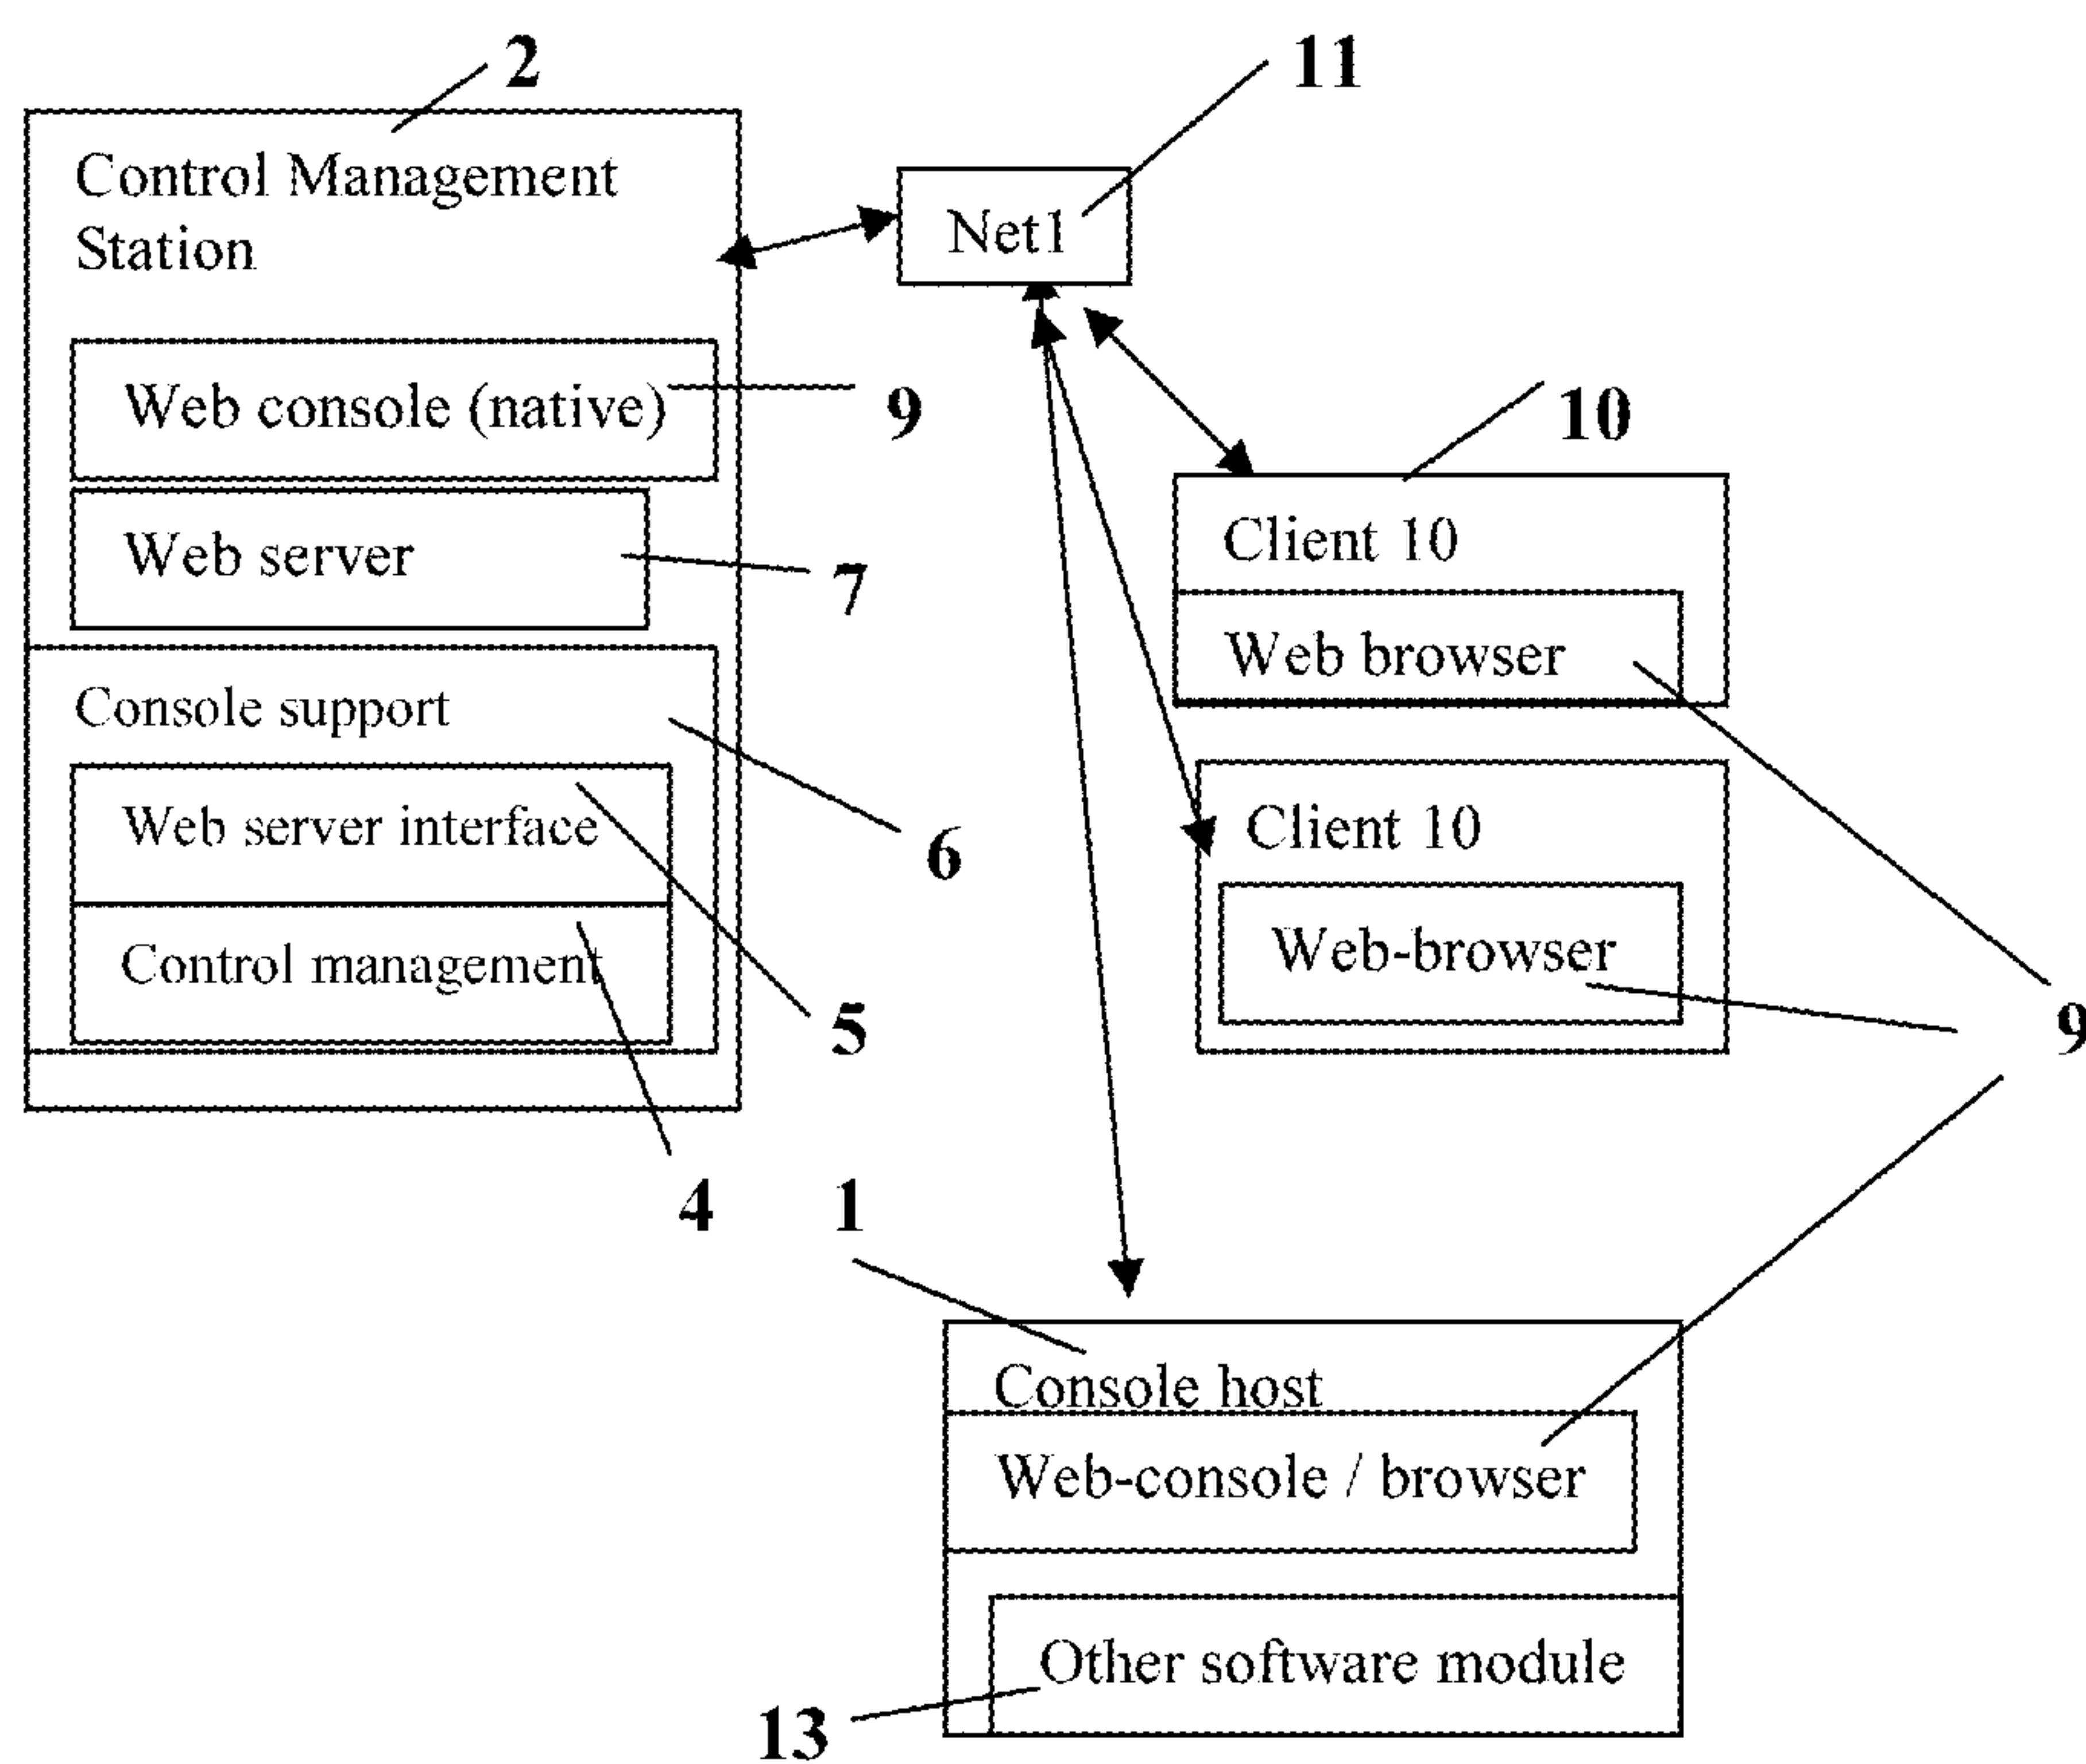 2
11
Control Management
Station
Net1
Web console (native)
9
10
Web server
7
Client 10
Web browser
Console support
6
Web server interface
5
Client 10
Web-browser
9
Control management
4
1
Console host
Web-console / browser
Other software module
13